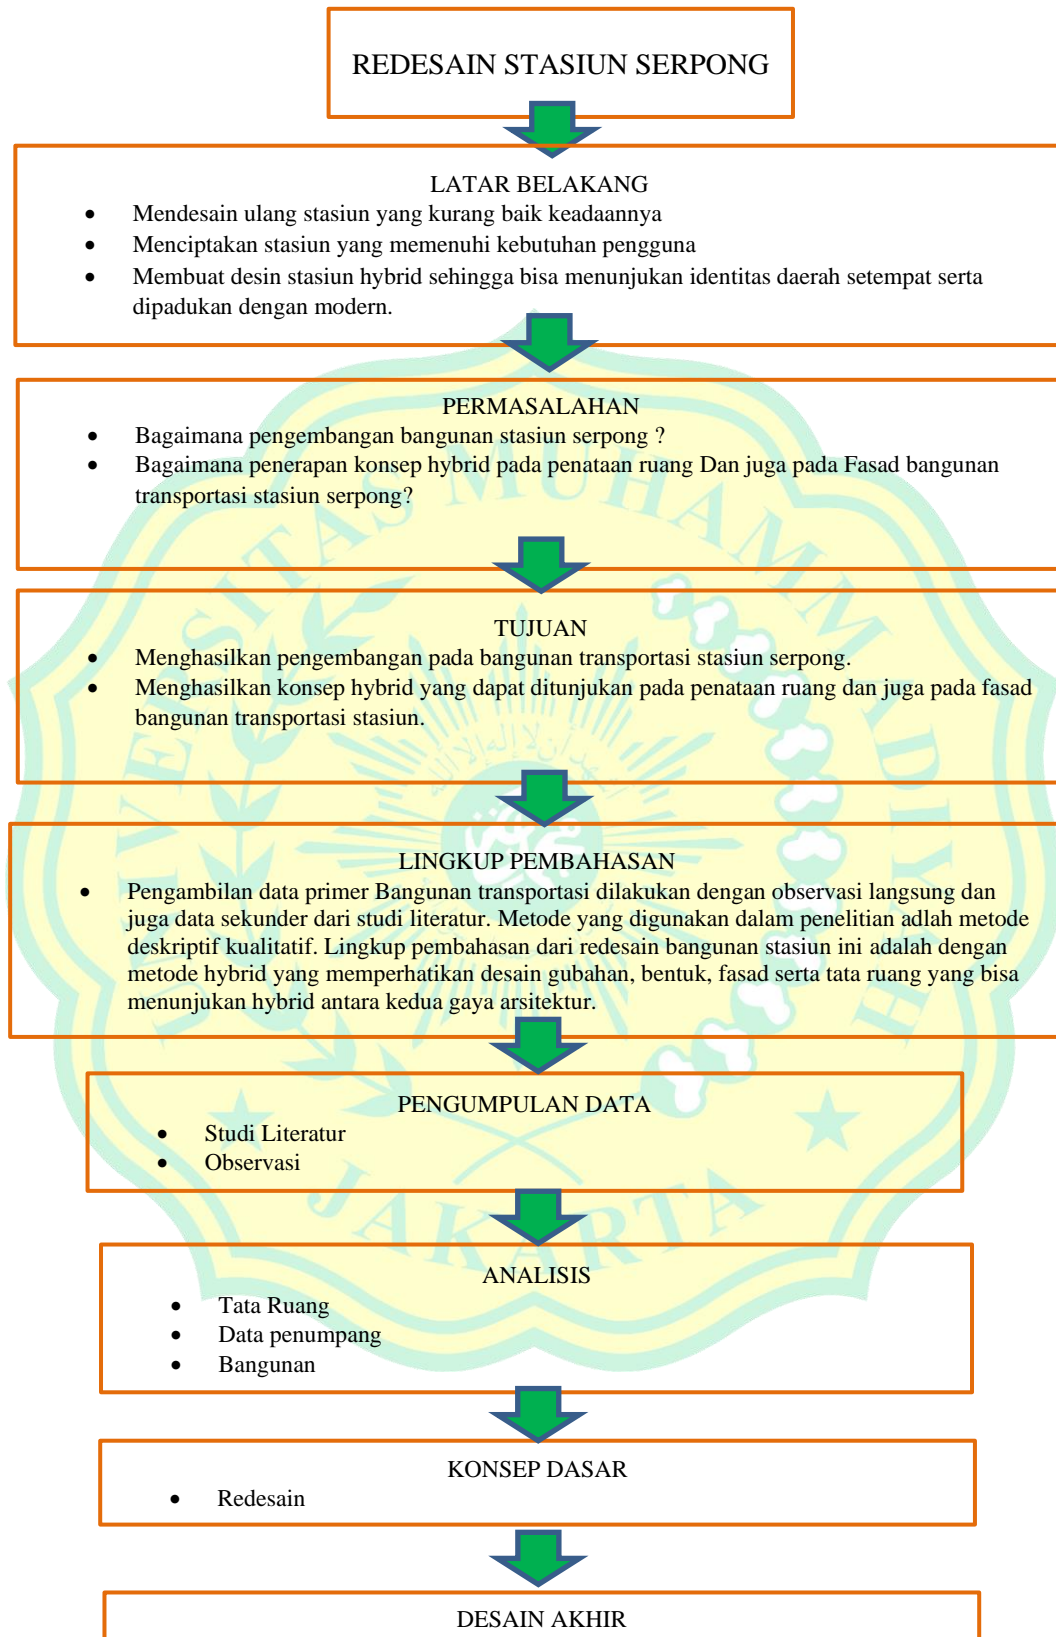 REDESAIN STASIUN SERPONG
LATAR BELAKANG
• Mendesain ulang stasiun yang kurang baik keadaannya
• Menciptakan stasiun yang memenuhi kebutuhan pengguna
• Membuat desin stasiun hybrid sehingga bisa menunjukan identitas daerah setempat serta
dipadukan dengan modern.
PERMASALAHAN
• Bagaimana pengembangan bangunan stasiun serpong ?
• Bagaimana penerapan konsep hybrid pada penataan ruang Dan juga pada Fasad bangunan
transportasi stasiun serpong?
TUJUAN
• Menghasilkan pengembangan pada bangunan transportasi stasiun serpong.
• Menghasilkan konsep hybrid yang dapat ditunjukan pada penataan ruang dan juga pada fasad
bangunan transportasi stasiun.
LINGKUP PEMBAHASAN
• Pengambilan data primer Bangunan transportasi dilakukan dengan observasi langsung dan
juga data sekunder dari studi literatur. Metode yang digunakan dalam penelitian adlah metode
deskriptif kualitatif. Lingkup pembahasan dari redesain bangunan stasiun ini adalah dengan
metode hybrid yang memperhatikan desain gubahan, bentuk, fasad serta tata ruang yang bisa
menunjukan hybrid antara kedua gaya arsitektur.
PENGUMPULAN DATA
• Studi Literatur
• Observasi
ANALISIS
• Tata Ruang
• Data penumpang
• Bangunan
KONSEP DASAR
• Redesain
DESAIN AKHIR
UNIVERSITAS MUHAMMADIYAH
JAKARTA